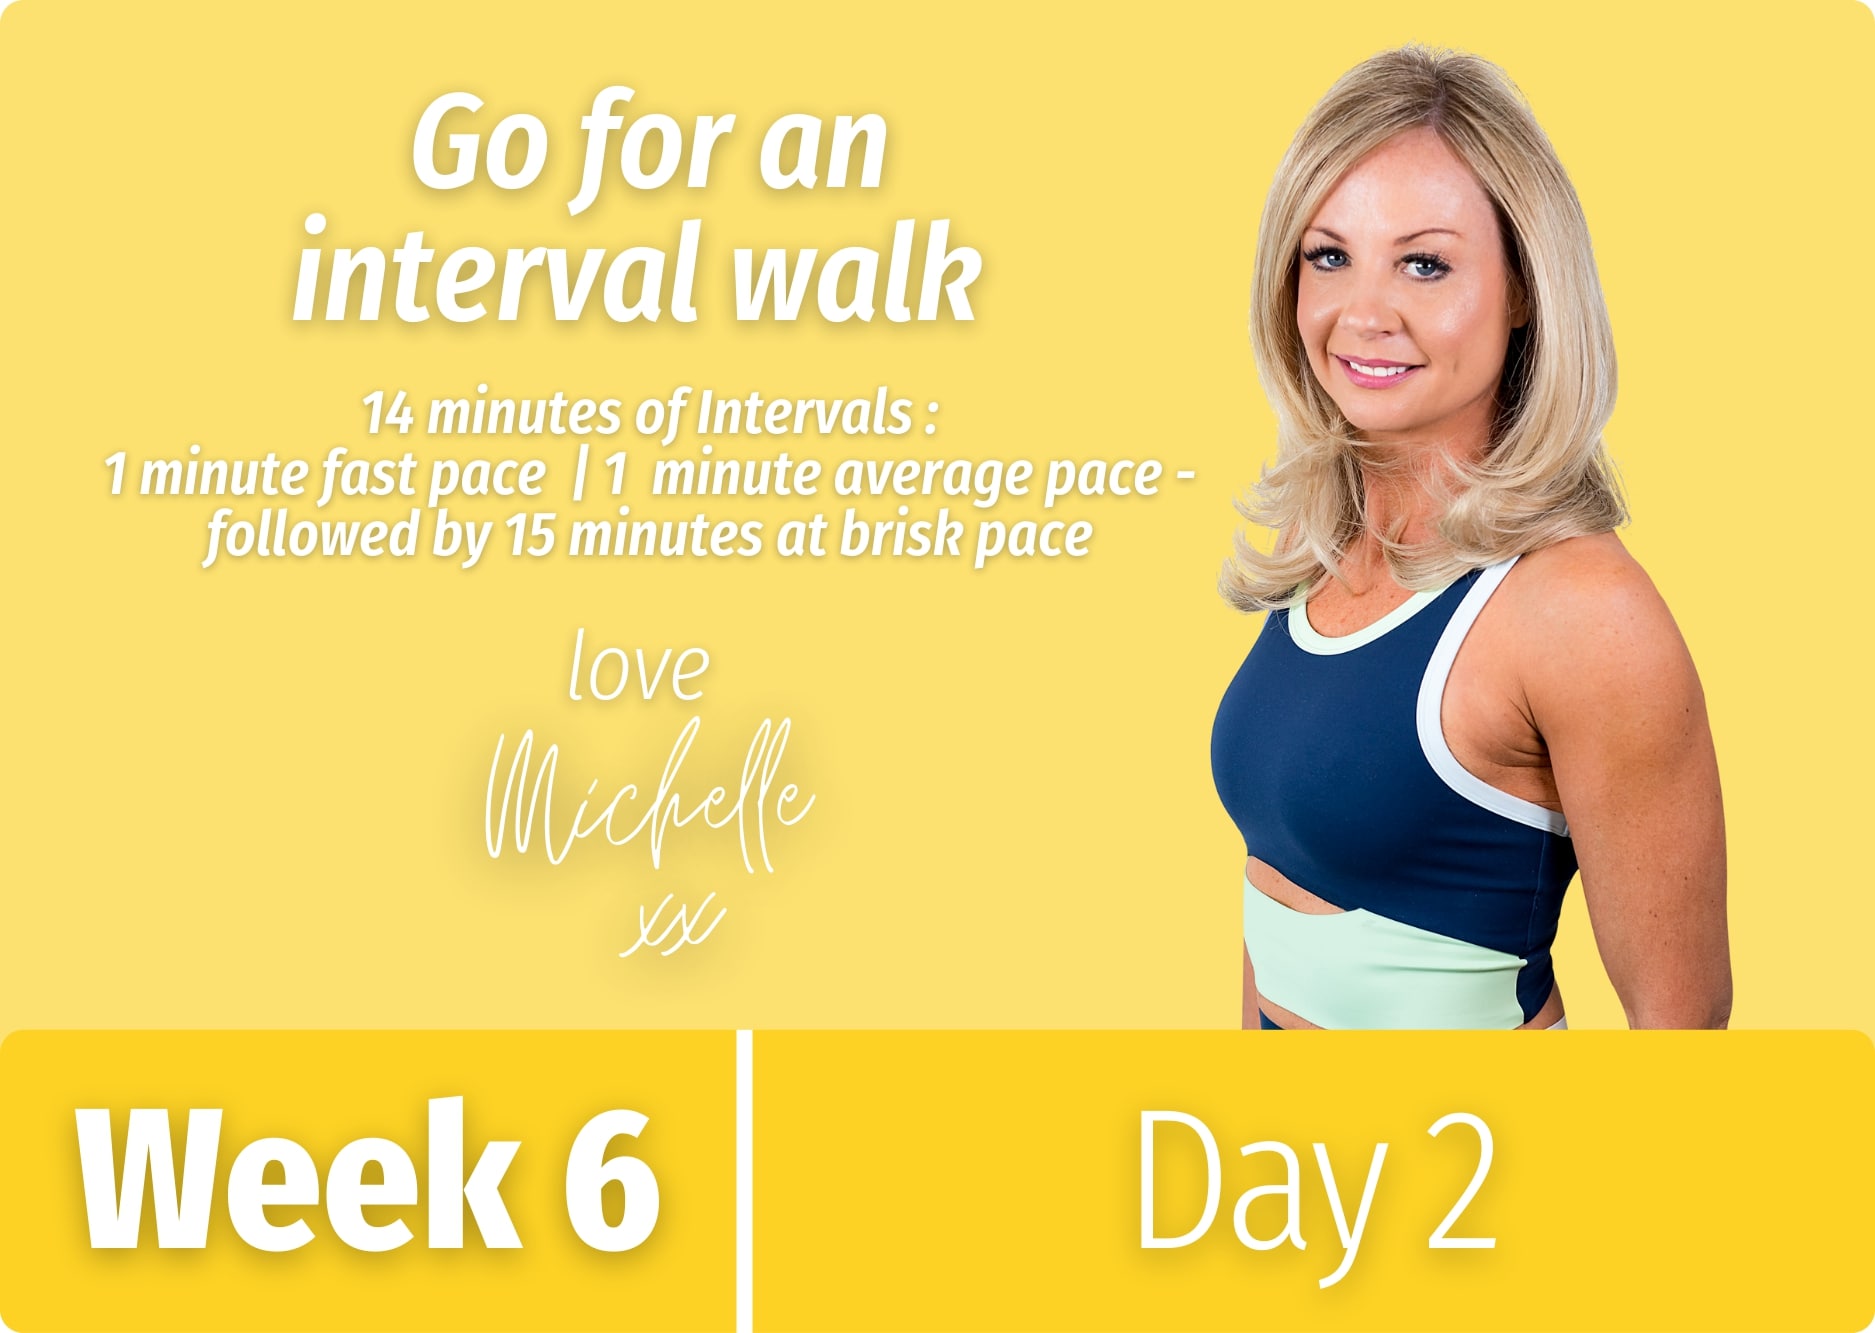 Go for an
interval walk
14 minutes of Intervals :
1 minute fast pace | 1 minute average pace -
followed by 15 minutes at brisk pace
love
Michelle
xx
Week 6
Day 2